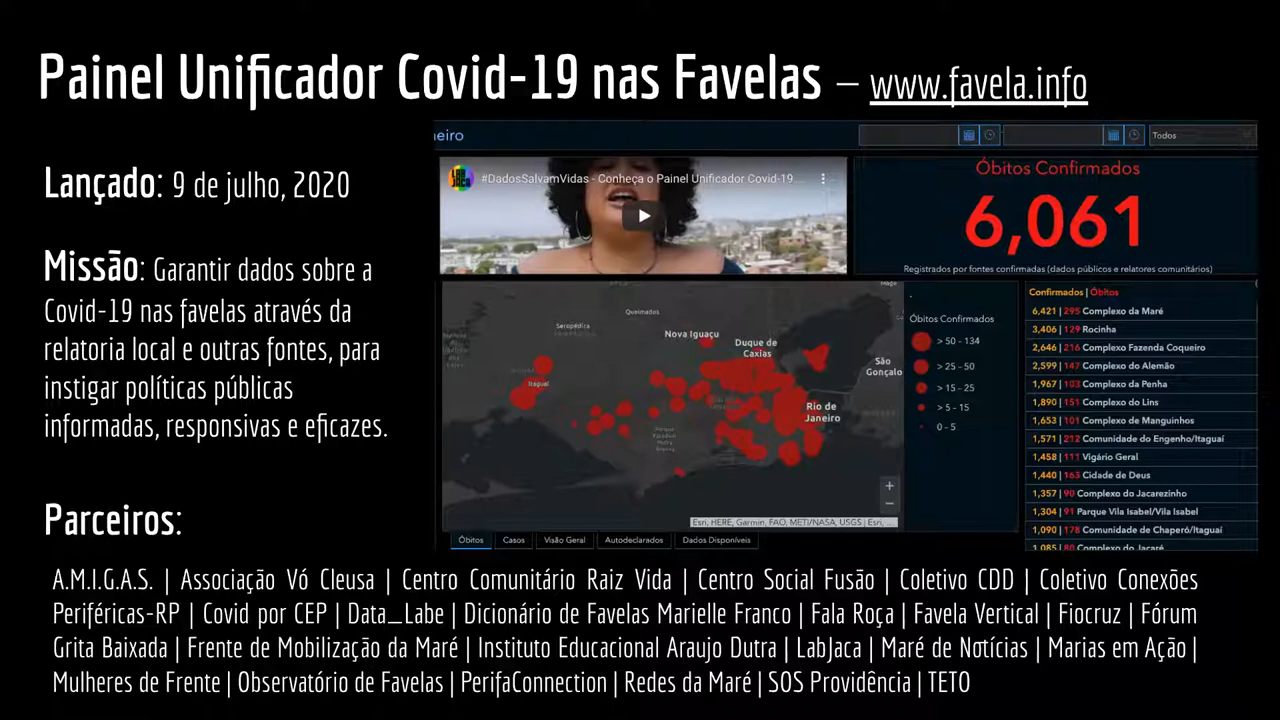 Painel Unificador Covid-19 nas Favelas – www.favela.info
Lançado: 9 de julho, 2020
Missão: Garantir dados sobre a
Covid-19 nas favelas através da
relatoria local e outras fontes, para
instigar políticas públicas
informadas, responsivas e eficazes.
Parceiros:
neiro
Todos
LAB JACA
#DadosSalvamVidas - Conheça o Painel Unificador Covid-19...
Óbitos Confirmados
6,061
Registrados por fontes confirmadas (dados públicos e relatores comunitários)
Queimados
Seropédica
Nova Iguaçu
Duque de
Caxias
São
Gonçalo
Itaguaí
Rio de
Janeiro
Esri, HERE, Garmin, FAO, METI/NASA, USGS | Esri, ...
Óbitos Confirmados
> 50 - 134
> 25 - 50
> 15 - 25
> 5 - 15
0 - 5
Confirmados | Óbitos
6,421 | 295 Complexo da Maré
3,406 | 129 Rocinha
2,646 | 216 Complexo Fazenda Coqueiro
2,599 | 147 Complexo do Alemão
1,967 | 103 Complexo da Penha
1,890 | 151 Complexo do Lins
1,653 | 101 Complexo de Manguinhos
1,571 | 212 Comunidade do Engenho/Itaguaí
1,458 | 111 Vigário Geral
1,440 | 163 Cidade de Deus
1,357 | 90 Complexo do Jacarezinho
1,304 | 91 Parque Vila Isabel/Vila Isabel
1,090 | 178 Comunidade de Chaperó/Itaguaí
1,085 | 80 Complexo do Jacaré
Óbitos
Casos
Visão Geral
Autodeclarados
Dados Disponíveis
A.M.I.G.A.S. | Associação Vó Cleusa | Centro Comunitário Raiz Vida | Centro Social Fusão | Coletivo CDD | Coletivo Conexões
Periféricas-RP | Covid por CEP | Data_Labe | Dicionário de Favelas Marielle Franco | Fala Roça | Favela Vertical | Fiocruz | Fórum
Grita Baixada | Frente de Mobilização da Maré | Instituto Educacional Araujo Dutra | LabJaca | Maré de Notícias | Marias em Ação |
Mulheres de Frente | Observatório de Favelas | PerifaConnection | Redes da Maré | SOS Providência | TETO